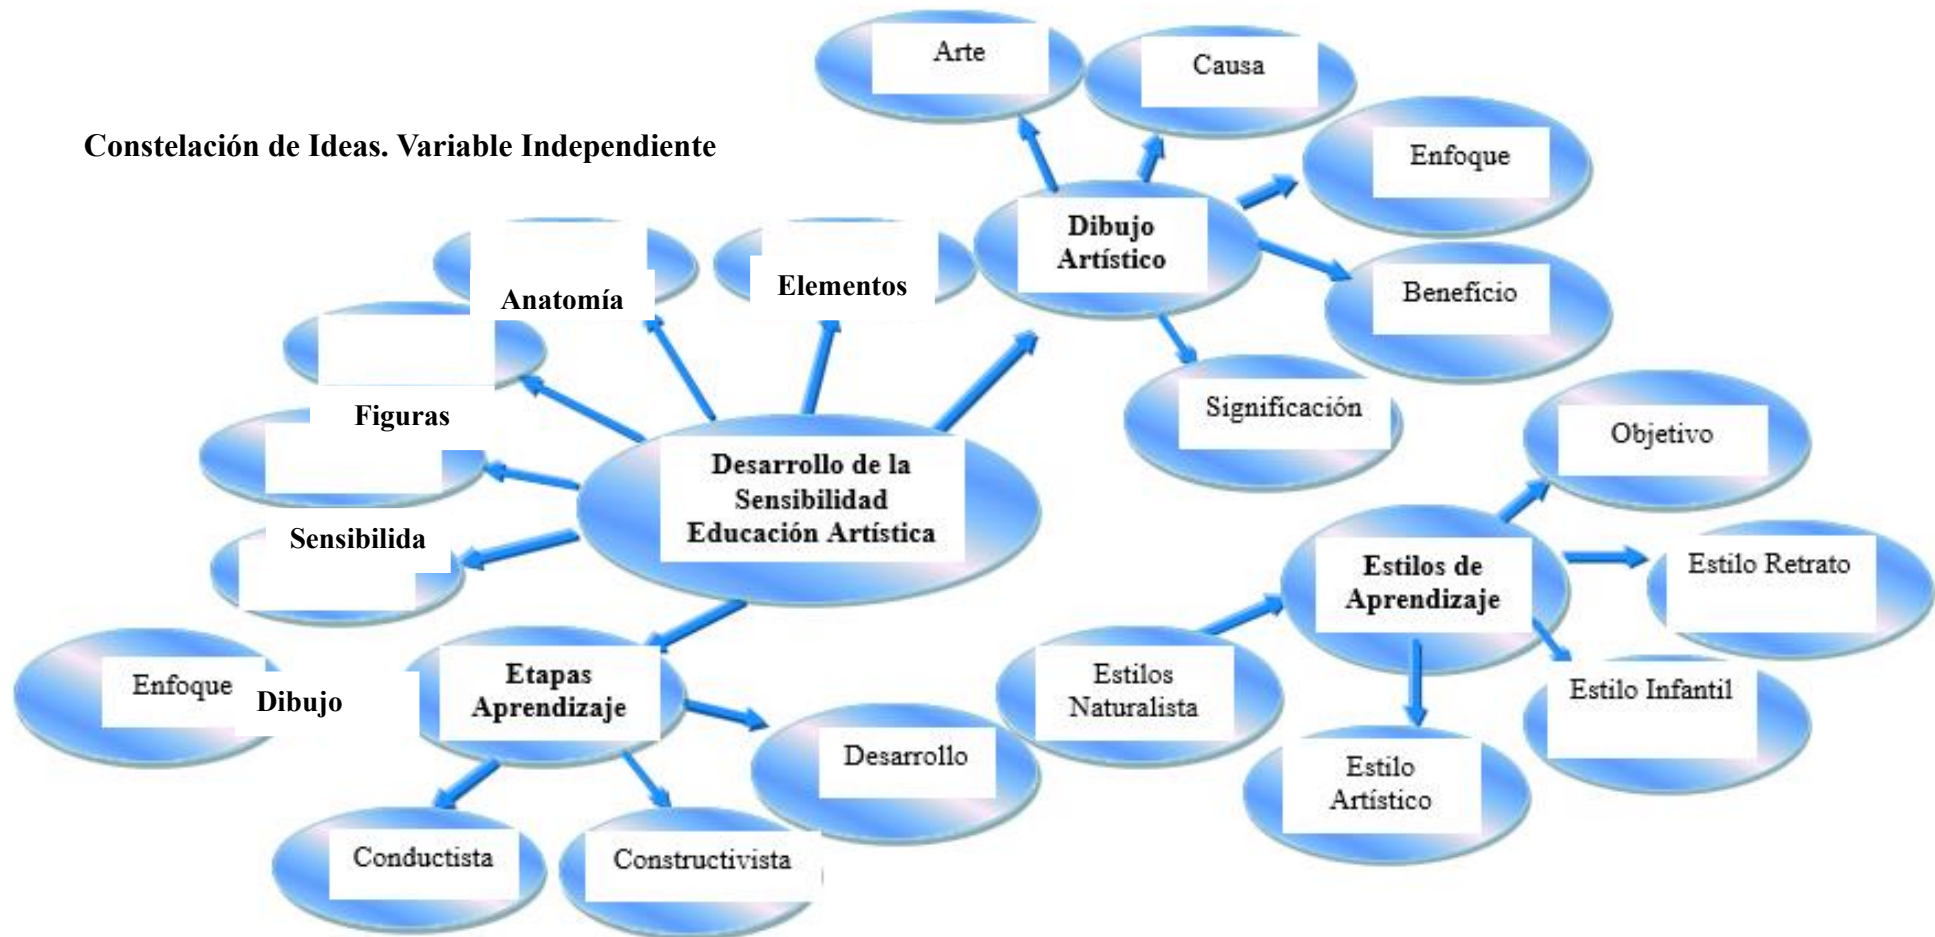 Constelación de Ideas. Variable Independiente
Arte
Causa
Enfoque
Dibujo
Artístico
Beneficio
Significación
Anatomía
Elementos
Figuras
Sensibilida
Desarrollo de la
Sensibilidad
Educación Artística
Objetivo
Estilos de
Aprendizaje
Estilo Retrato
Estilo Infantil
Estilo
Artístico
Estilos
Naturalista
Enfoque
Dibujo
Etapas
Aprendizaje
Desarrollo
Conductista
Constructivista